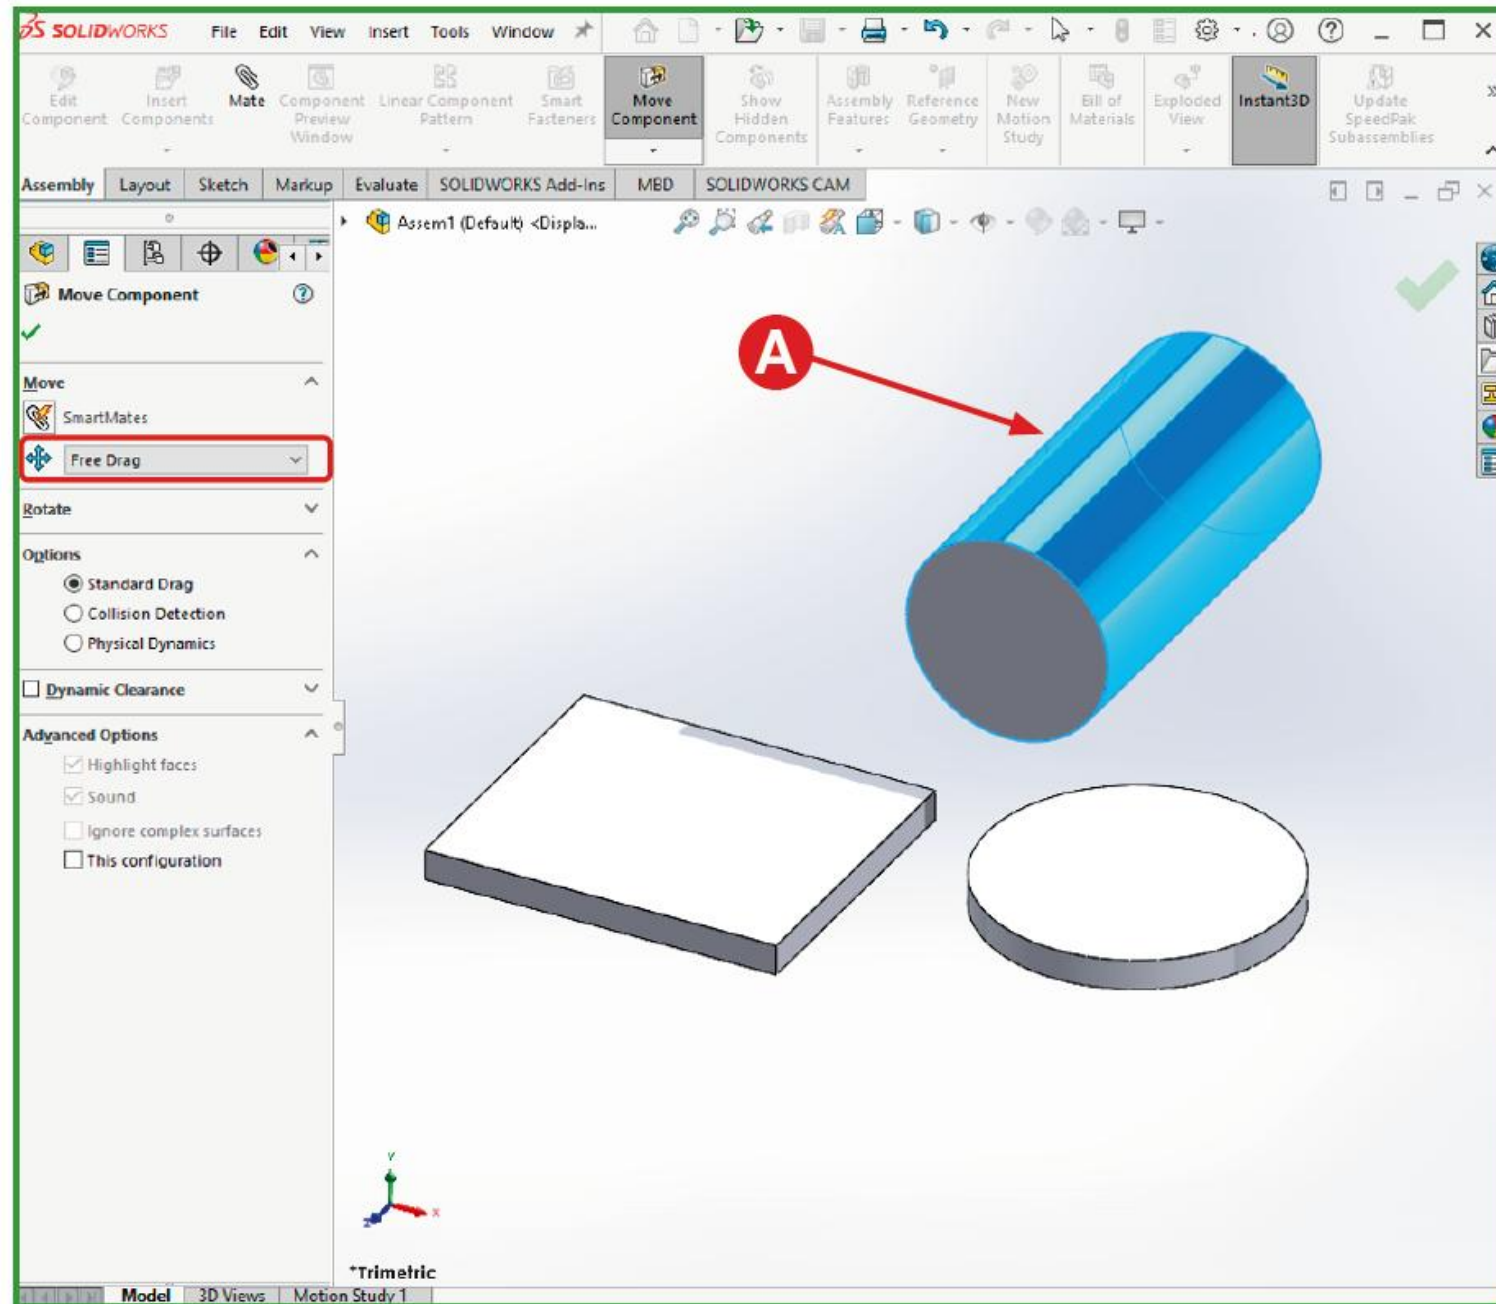 SOLIDWORKS File Edit View Insert Tools Window
Edit Component
Insert Components
Mate
Component Preview Window
Linear Component Pattern
Smart Fasteners
Move Component
Show Hidden Components
Assembly Features
Reference Geometry
New Motion Study
Bill of Materials
Exploded View
Instant3D
Update SpeedPak Subassemblies
Assembly Layout Sketch Markup Evaluate SOLIDWORKS Add-Ins MBD SOLIDWORKS CAM
Assem1 (Default) <Displa...
Move Component
Move
SmartMates
Free Drag
Rotate
Options
Standard Drag
Collision Detection
Physical Dynamics
Dynamic Clearance
Advanced Options
Highlight faces
Sound
Ignore complex surfaces
This configuration
A
Y
X
Z
*Trimetric
Model 3D Views Motion Study 1